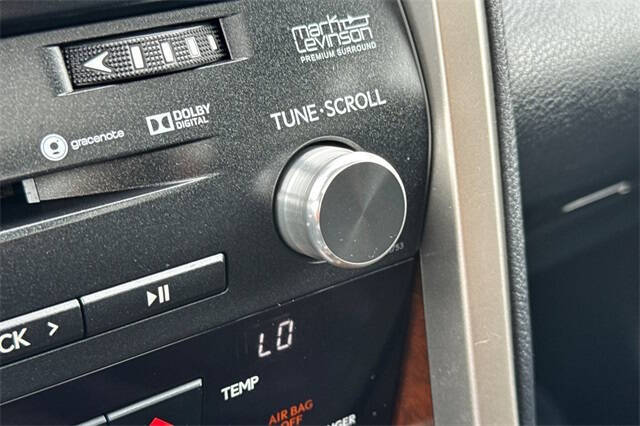 mark
levinson
PREMIUM SURROUND
DOLBY
DIGITAL
gracenote
TUNE·SCROLL
CK >
LO
TEMP
AIR BAG
OFF